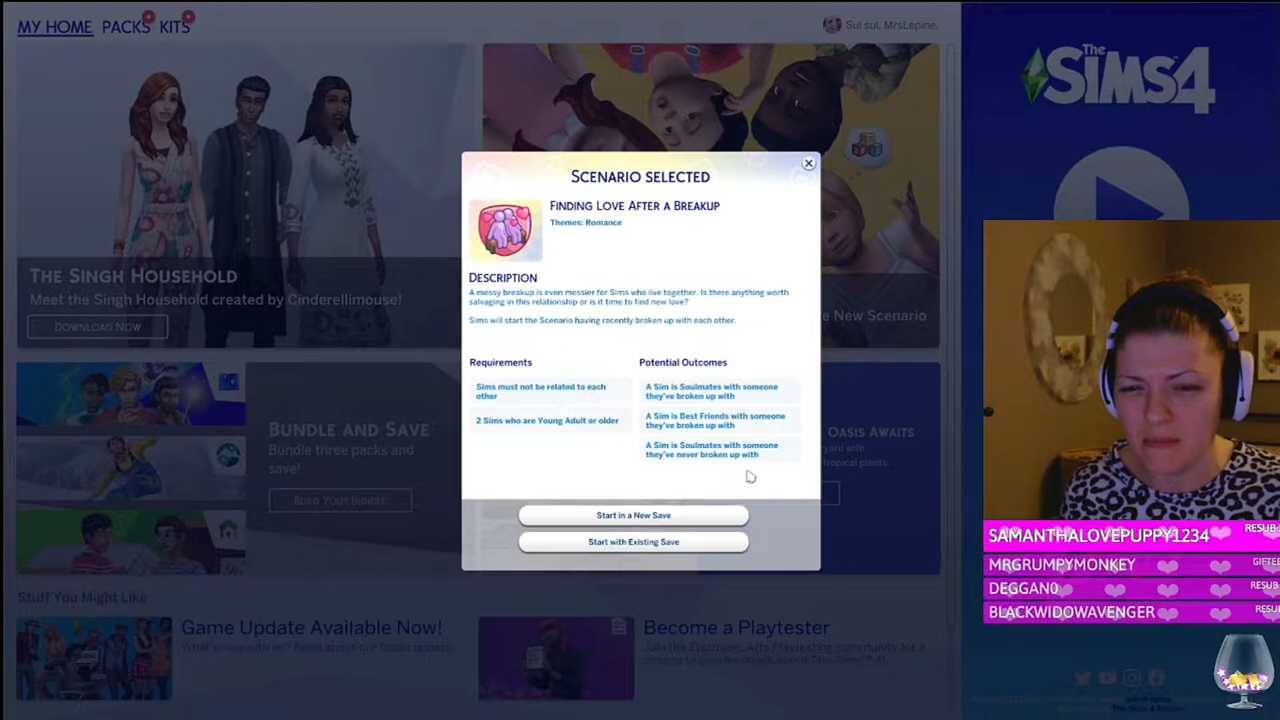 MY HOME PACKS KITS
Sul sul, MrsLepine.
The
SiMS4
THE SINGH HOUSEHOLD
Meet the Singh Household created by Cinderellimouse!
DOWNLOAD NOW
e New Scenario
SCENARIO SELECTED
FINDING LOVE AFTER A BREAKUP
Themes: Romance
DESCRIPTION
A messy breakup is even messier for Sims who live together. Is there anything worth
salvaging in this relationship or is it time to find new love?
Sims will start the Scenario having recently broken up with each other.
Requirements
Sims must not be related to each
other
2 Sims who are Young Adult or older
Potential Outcomes
A Sim is Soulmates with someone
they've broken up with
A Sim is Best Friends with someone
they've broken up with
A Sim is Soulmates with someone
they've never broken up with
Start in a New Save
Start with Existing Save
BUNDLE AND SAVE
Bundle three packs and
save!
BUILD YOUR BUNDLE
OASIS AWAITS
yard with
tropical plants.
Stuff You Might Like
Game Update Available Now!
Become a Playtester
SAMANTHALOVEPUPPY1234 RESUB
MRGRUMPYMONKEY GIFTED
DEGGAN0 RESUB
BLACKWIDOWAVENGER RESU